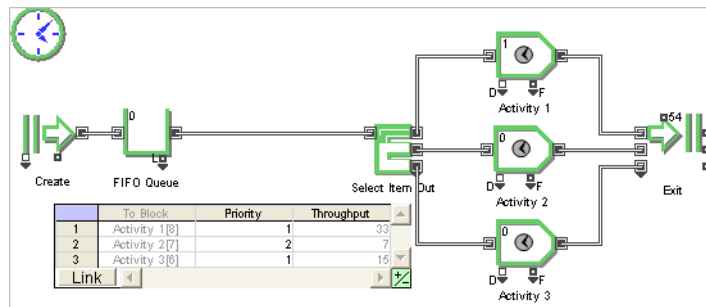 1
D F
Activity 1
0
L
Create
FIFO Queue
Select Item Out
0
D F
Activity 2
54
Exit
To Block Priority Throughput
1 Activity 1[8] 1 33
2 Activity 2[7] 2 7
3 Activity 3[6] 1 15
Link
0
D F
Activity 3